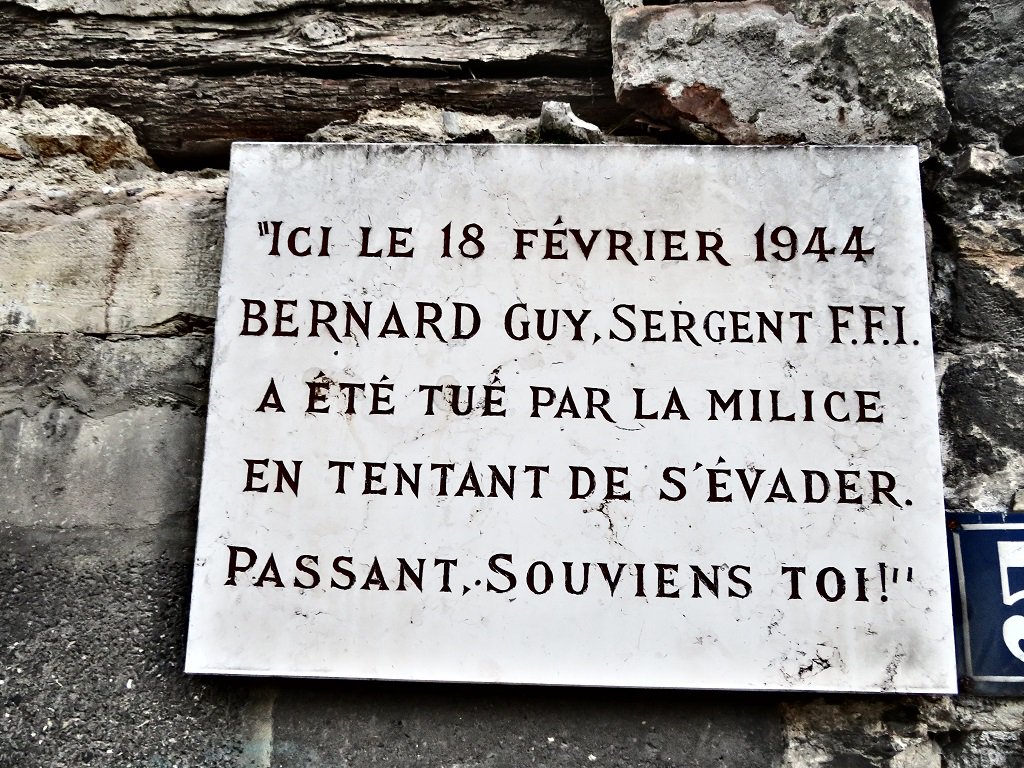 "ICI LE 18 FÉVRIER 1944
BERNARD GUY, SERGENT F.F.I.
A ÉTÉ TUÉ PAR LA MILICE
EN TENTANT DE S'ÉVADER.
PASSANT, SOUVIENS TOI!"
5